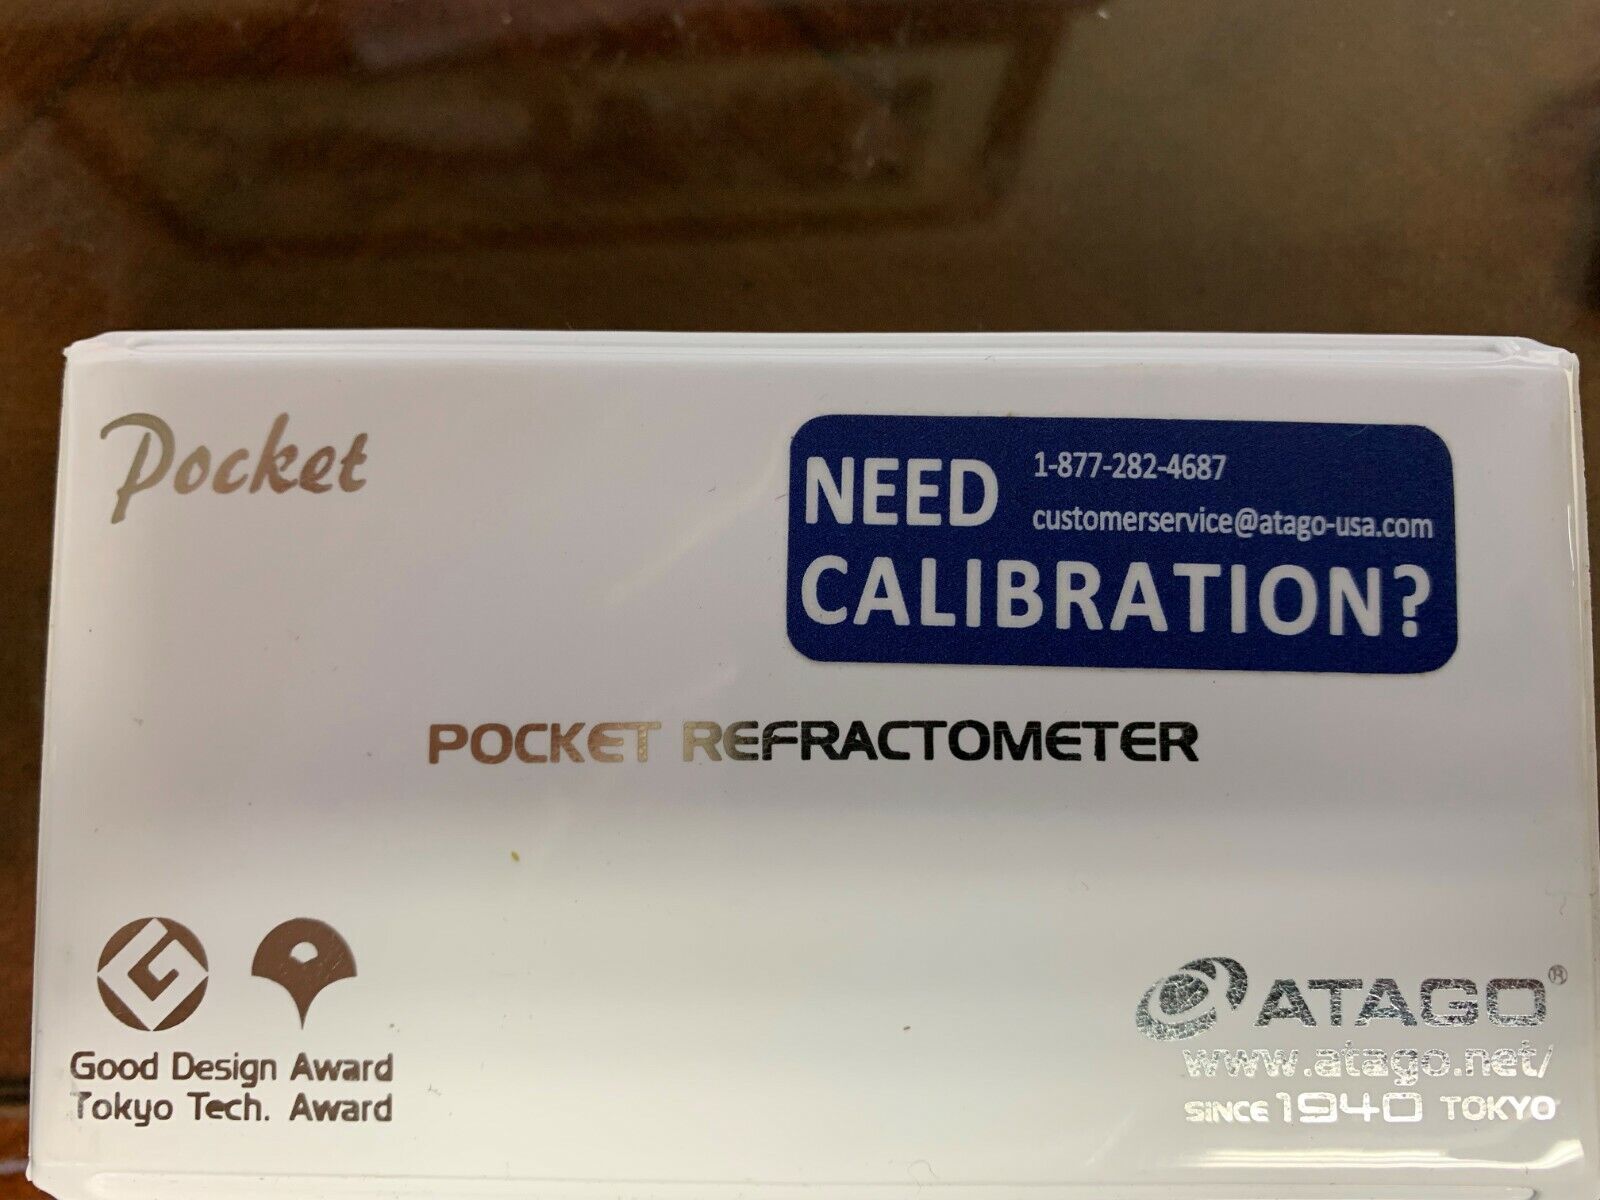 Pocket
NEED
1-877-282-4687
customerservice@atago-usa.com
CALIBRATION?
POCKET REFRACTOMETER
G
Good Design Award
Tokyo Tech. Award
ATAGO®
www.atago.net/
SINCE 1940 TOKYO